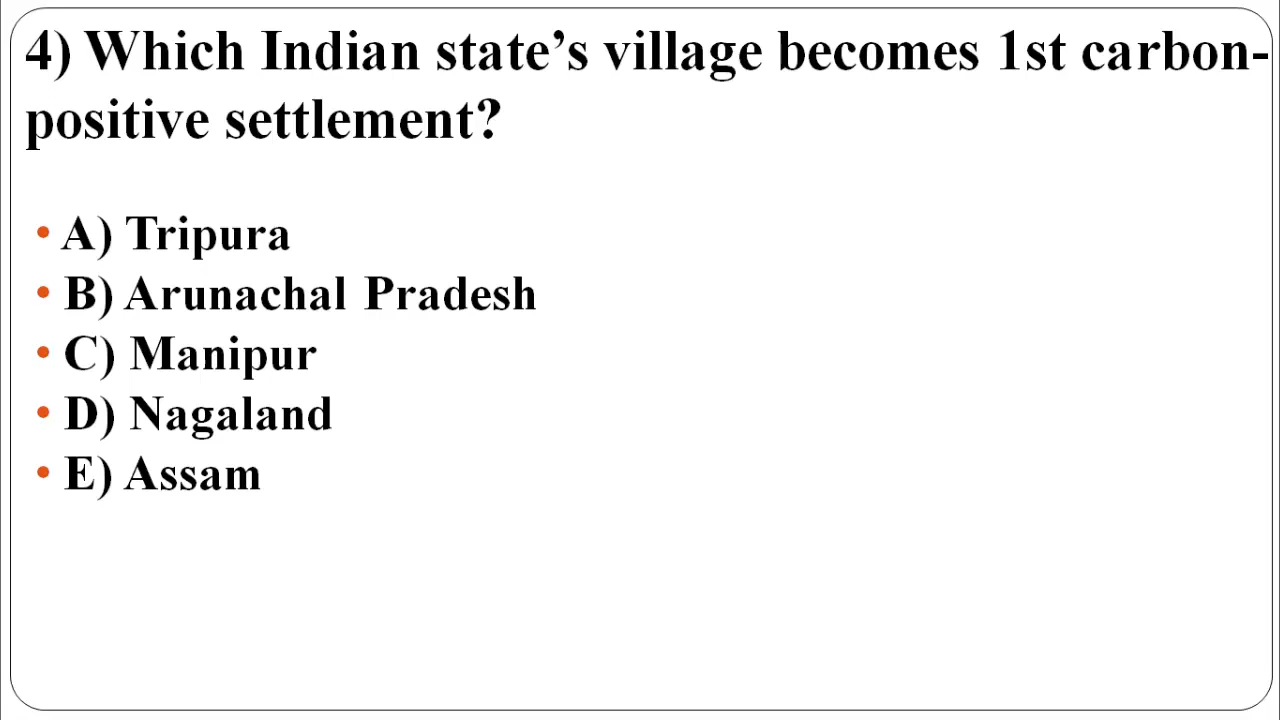 4) Which Indian state’s village becomes 1st carbon-
positive settlement?
• A) Tripura
• B) Arunachal Pradesh
• C) Manipur
• D) Nagaland
• E) Assam